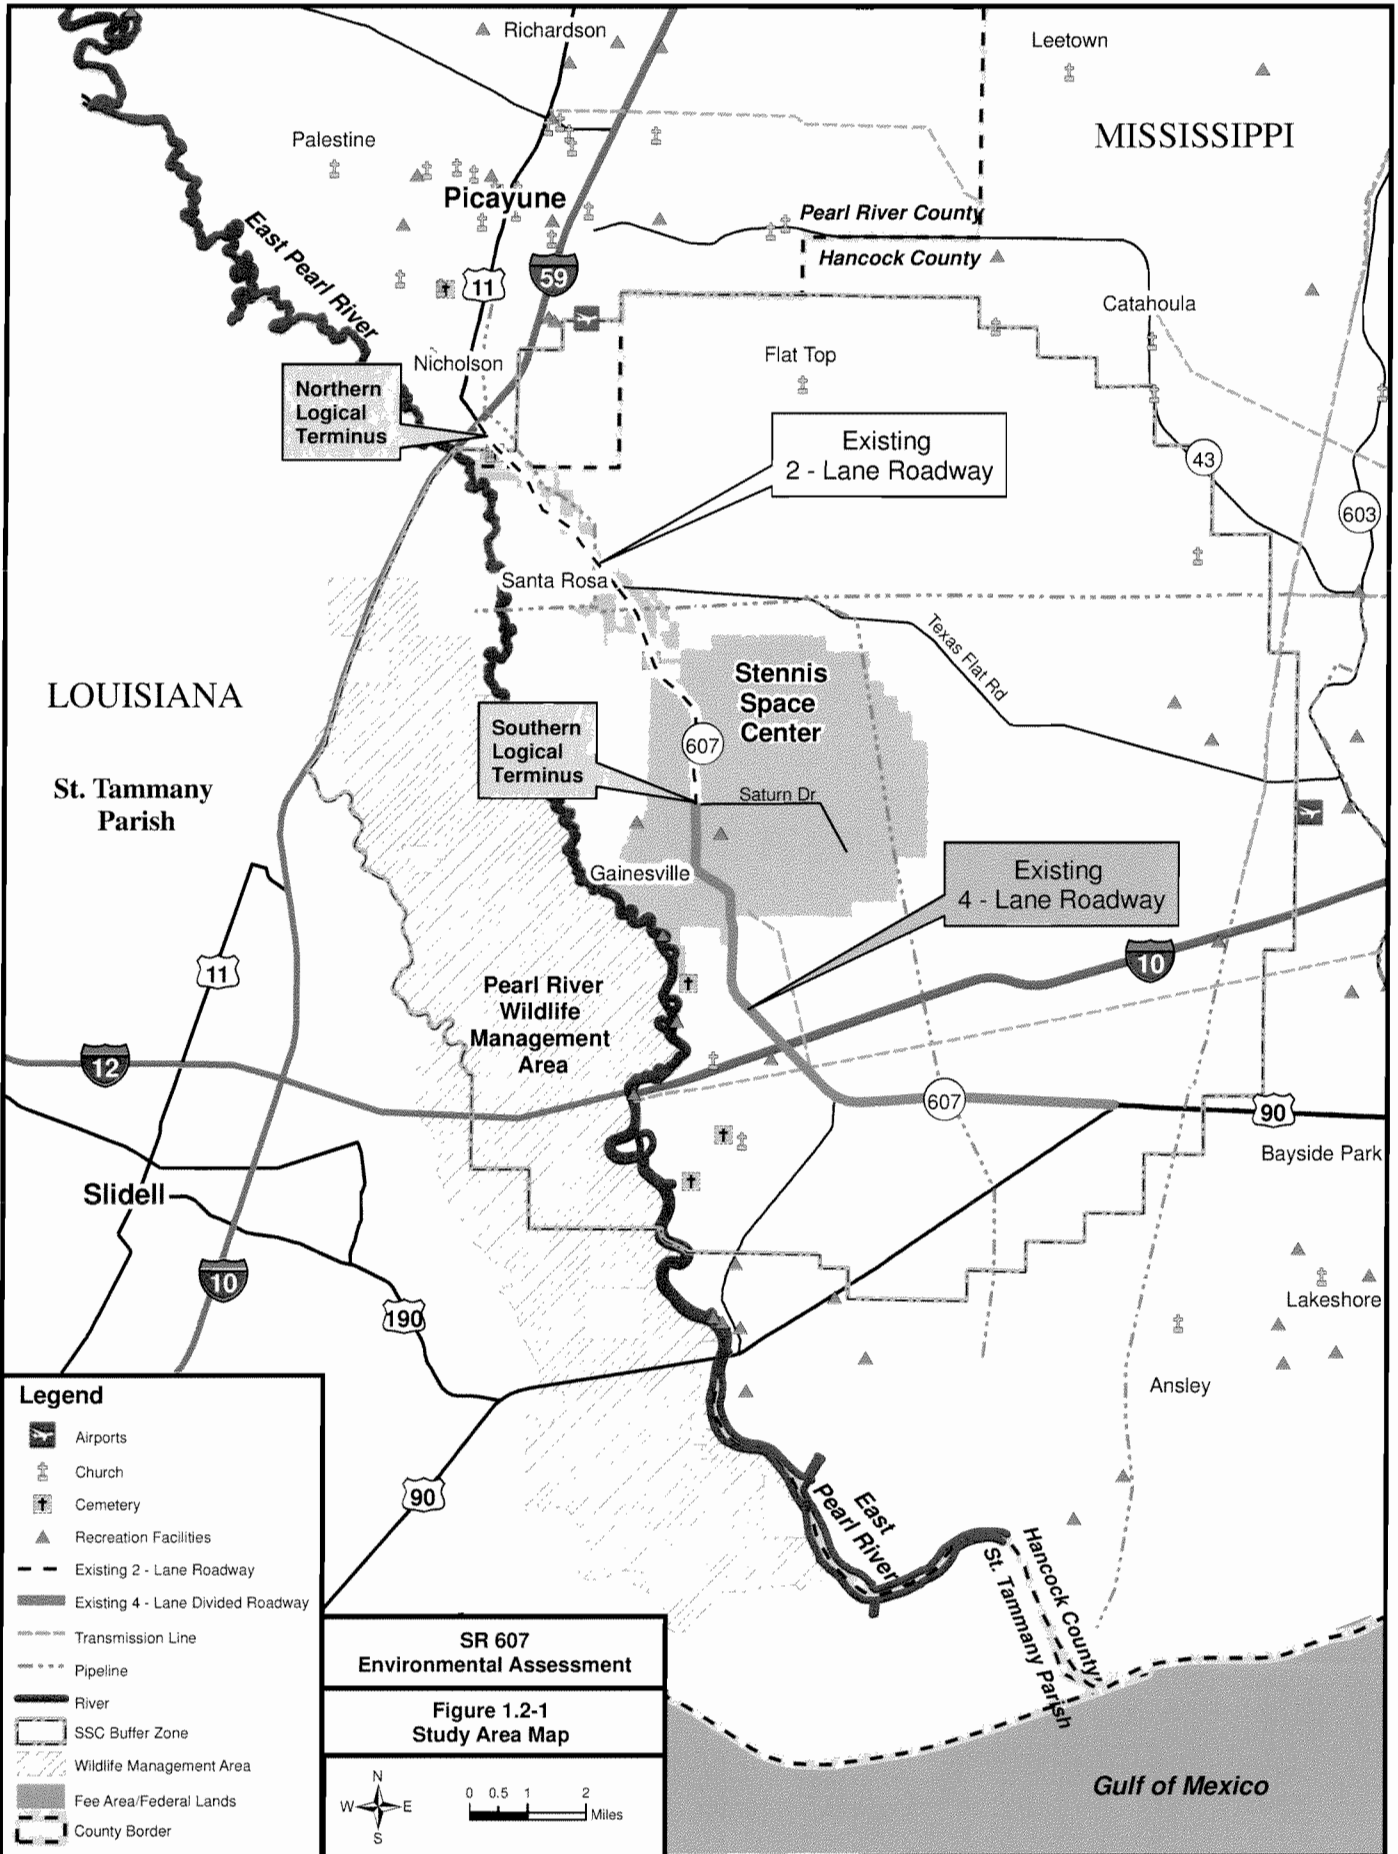 Richardson
Leetown
MISSISSIPPI
Palestine
Picayune
Pearl River County
East Pearl River
Hancock County
59
11
Catahoula
Nicholson
Flat Top
Northern
Logical
Terminus
Existing
2 - Lane Roadway
43
603
Santa Rosa
Texas Flat Rd
LOUISIANA
Stennis
Space
Center
Southern
Logical
Terminus
607
St. Tammany
Parish
Saturn Dr
Gainesville
Existing
4 - Lane Roadway
10
11
Pearl River
Wildlife
Management
Area
12
607
90
Bayside Park
Slidell
10
190
Lakeshore
Ansley
90
East
Pearl River
Hancock County
St. Tammany Parish
Gulf of Mexico
Legend
Airports
Church
Cemetery
Recreation Facilities
Existing 2 - Lane Roadway
Existing 4 - Lane Divided Roadway
Transmission Line
Pipeline
River
SSC Buffer Zone
Wildlife Management Area
Fee Area/Federal Lands
County Border
SR 607
Environmental Assessment
Figure 1.2-1
Study Area Map
N
W E
S
0 0.5 1 2
Miles